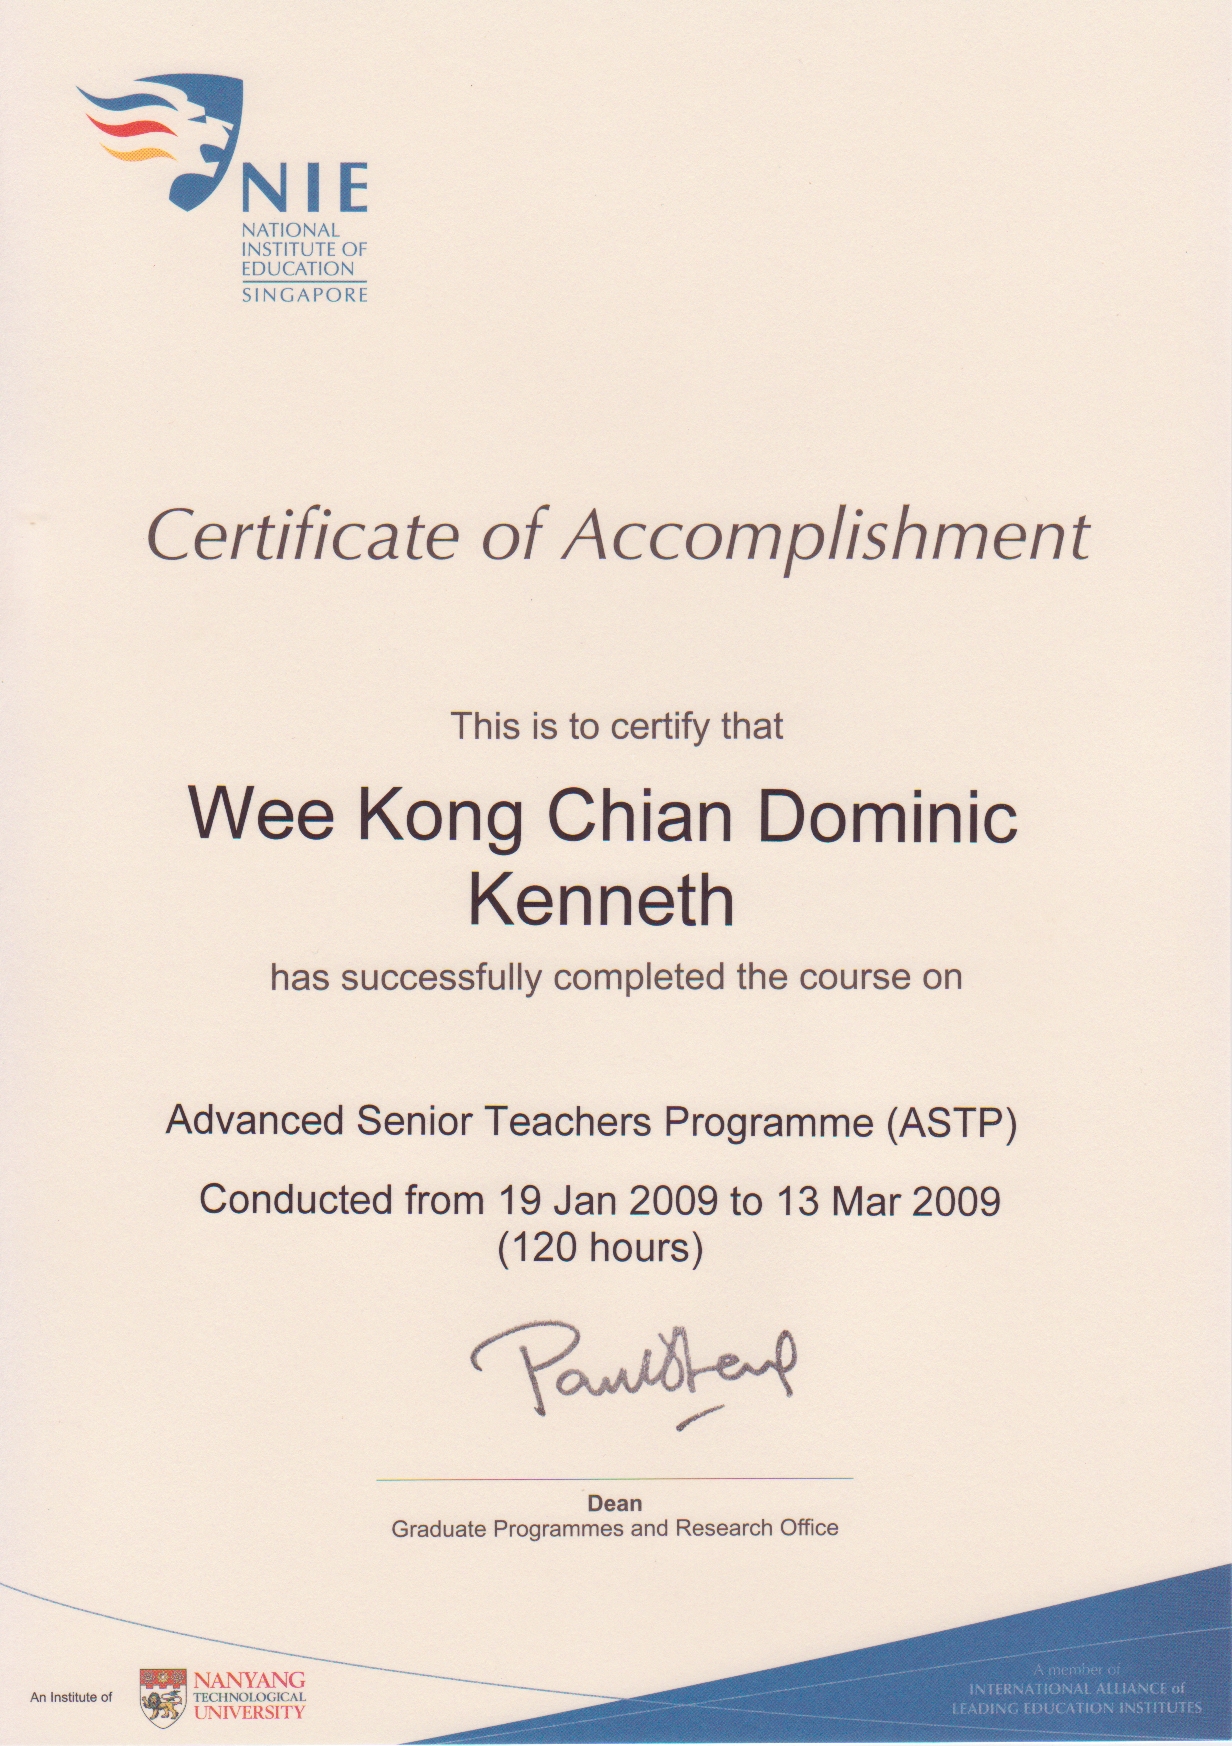 NIE
NATIONAL
INSTITUTE OF
EDUCATION
SINGAPORE
Certificate of Accomplishment
This is to certify that
Wee Kong Chian Dominic
Kenneth
has successfully completed the course on
Advanced Senior Teachers Programme (ASTP)
Conducted from 19 Jan 2009 to 13 Mar 2009
(120 hours)
Dean
Graduate Programmes and Research Office
An Institute of
NANYANG
TECHNOLOGICAL
UNIVERSITY
A member of
INTERNATIONAL ALLIANCE of
LEADING EDUCATION INSTITUTES